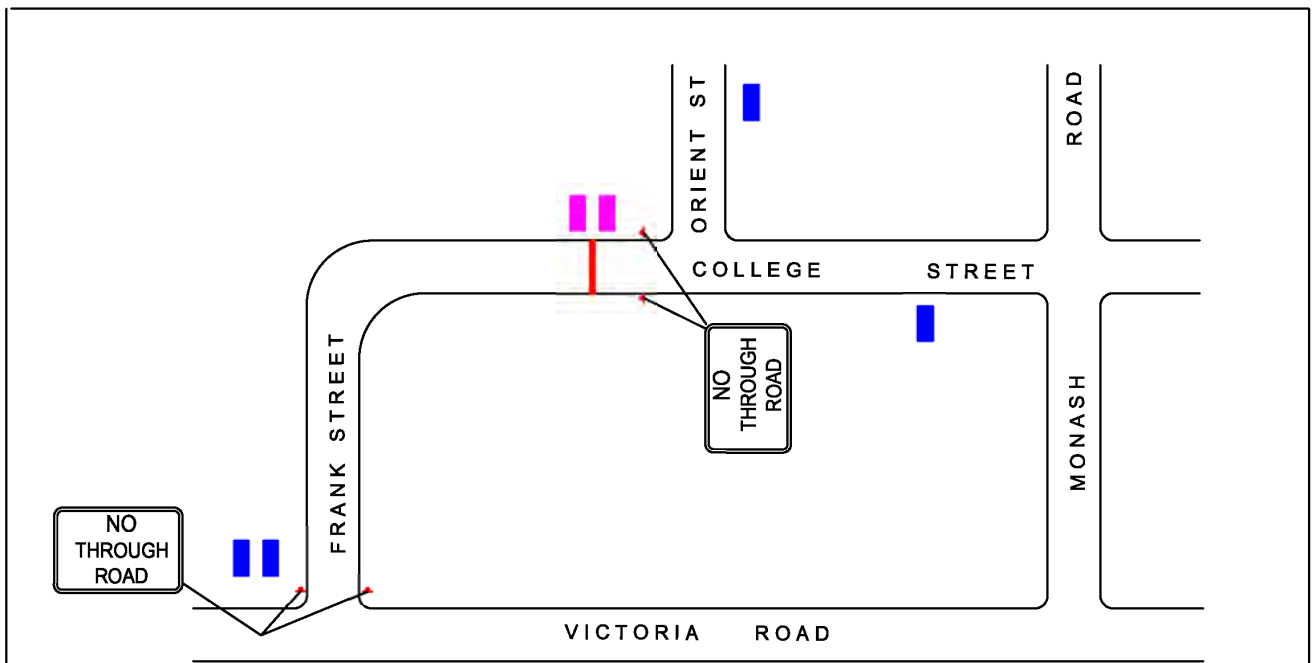 ORIENT ST
ROAD
COLLEGE STREET
FRANK STREET
NO
THROUGH
ROAD
MONASH
NO
THROUGH
ROAD
VICTORIA ROAD